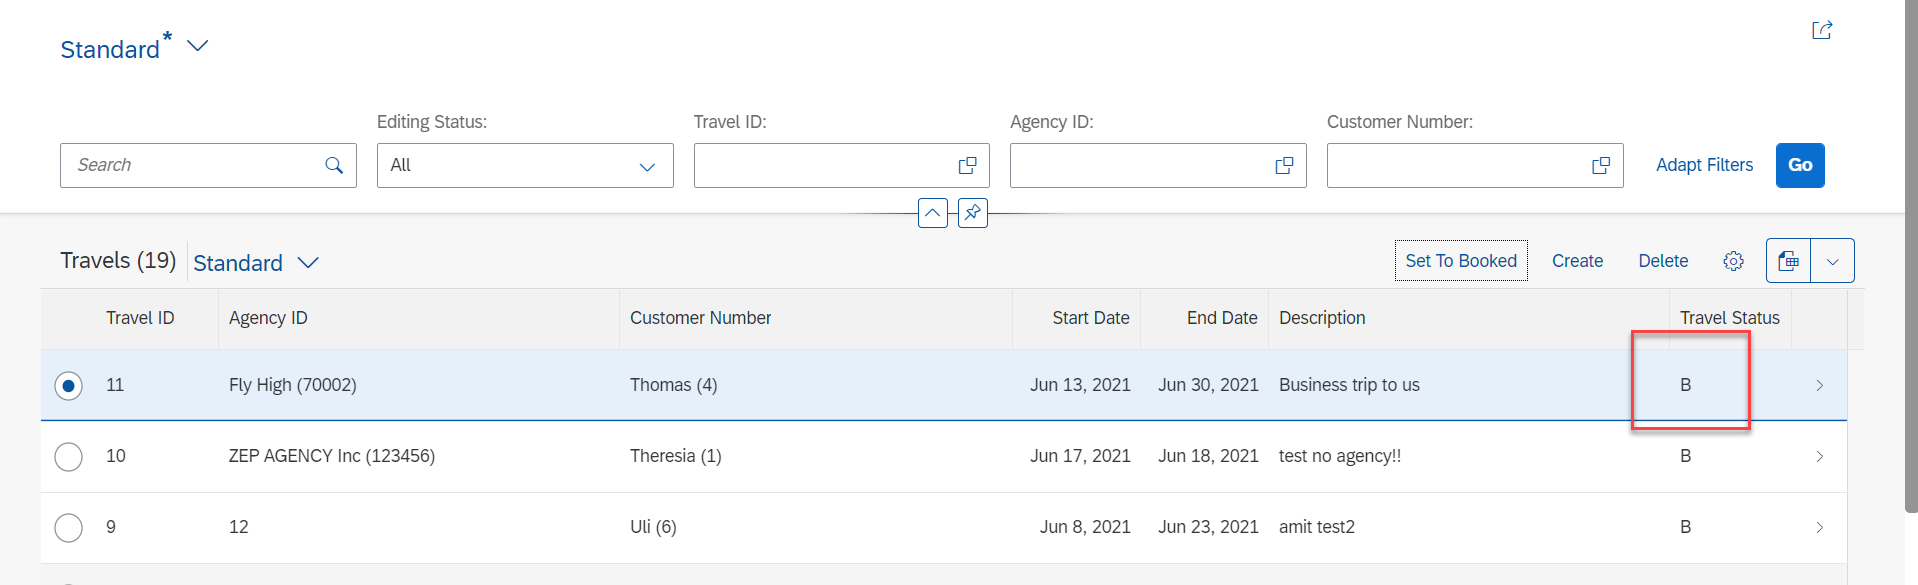 Standard*
Editing Status: Travel ID: Agency ID: Customer Number:
Search All Adapt Filters Go
Travels (19) Standard Set To Booked Create Delete
Travel ID Agency ID Customer Number Start Date End Date Description Travel Status
11 Fly High (70002) Thomas (4) Jun 13, 2021 Jun 30, 2021 Business trip to us B
10 ZEP AGENCY Inc (123456) Theresia (1) Jun 17, 2021 Jun 18, 2021 test no agency!! B
9 12 Uli (6) Jun 8, 2021 Jun 23, 2021 amit test2 B